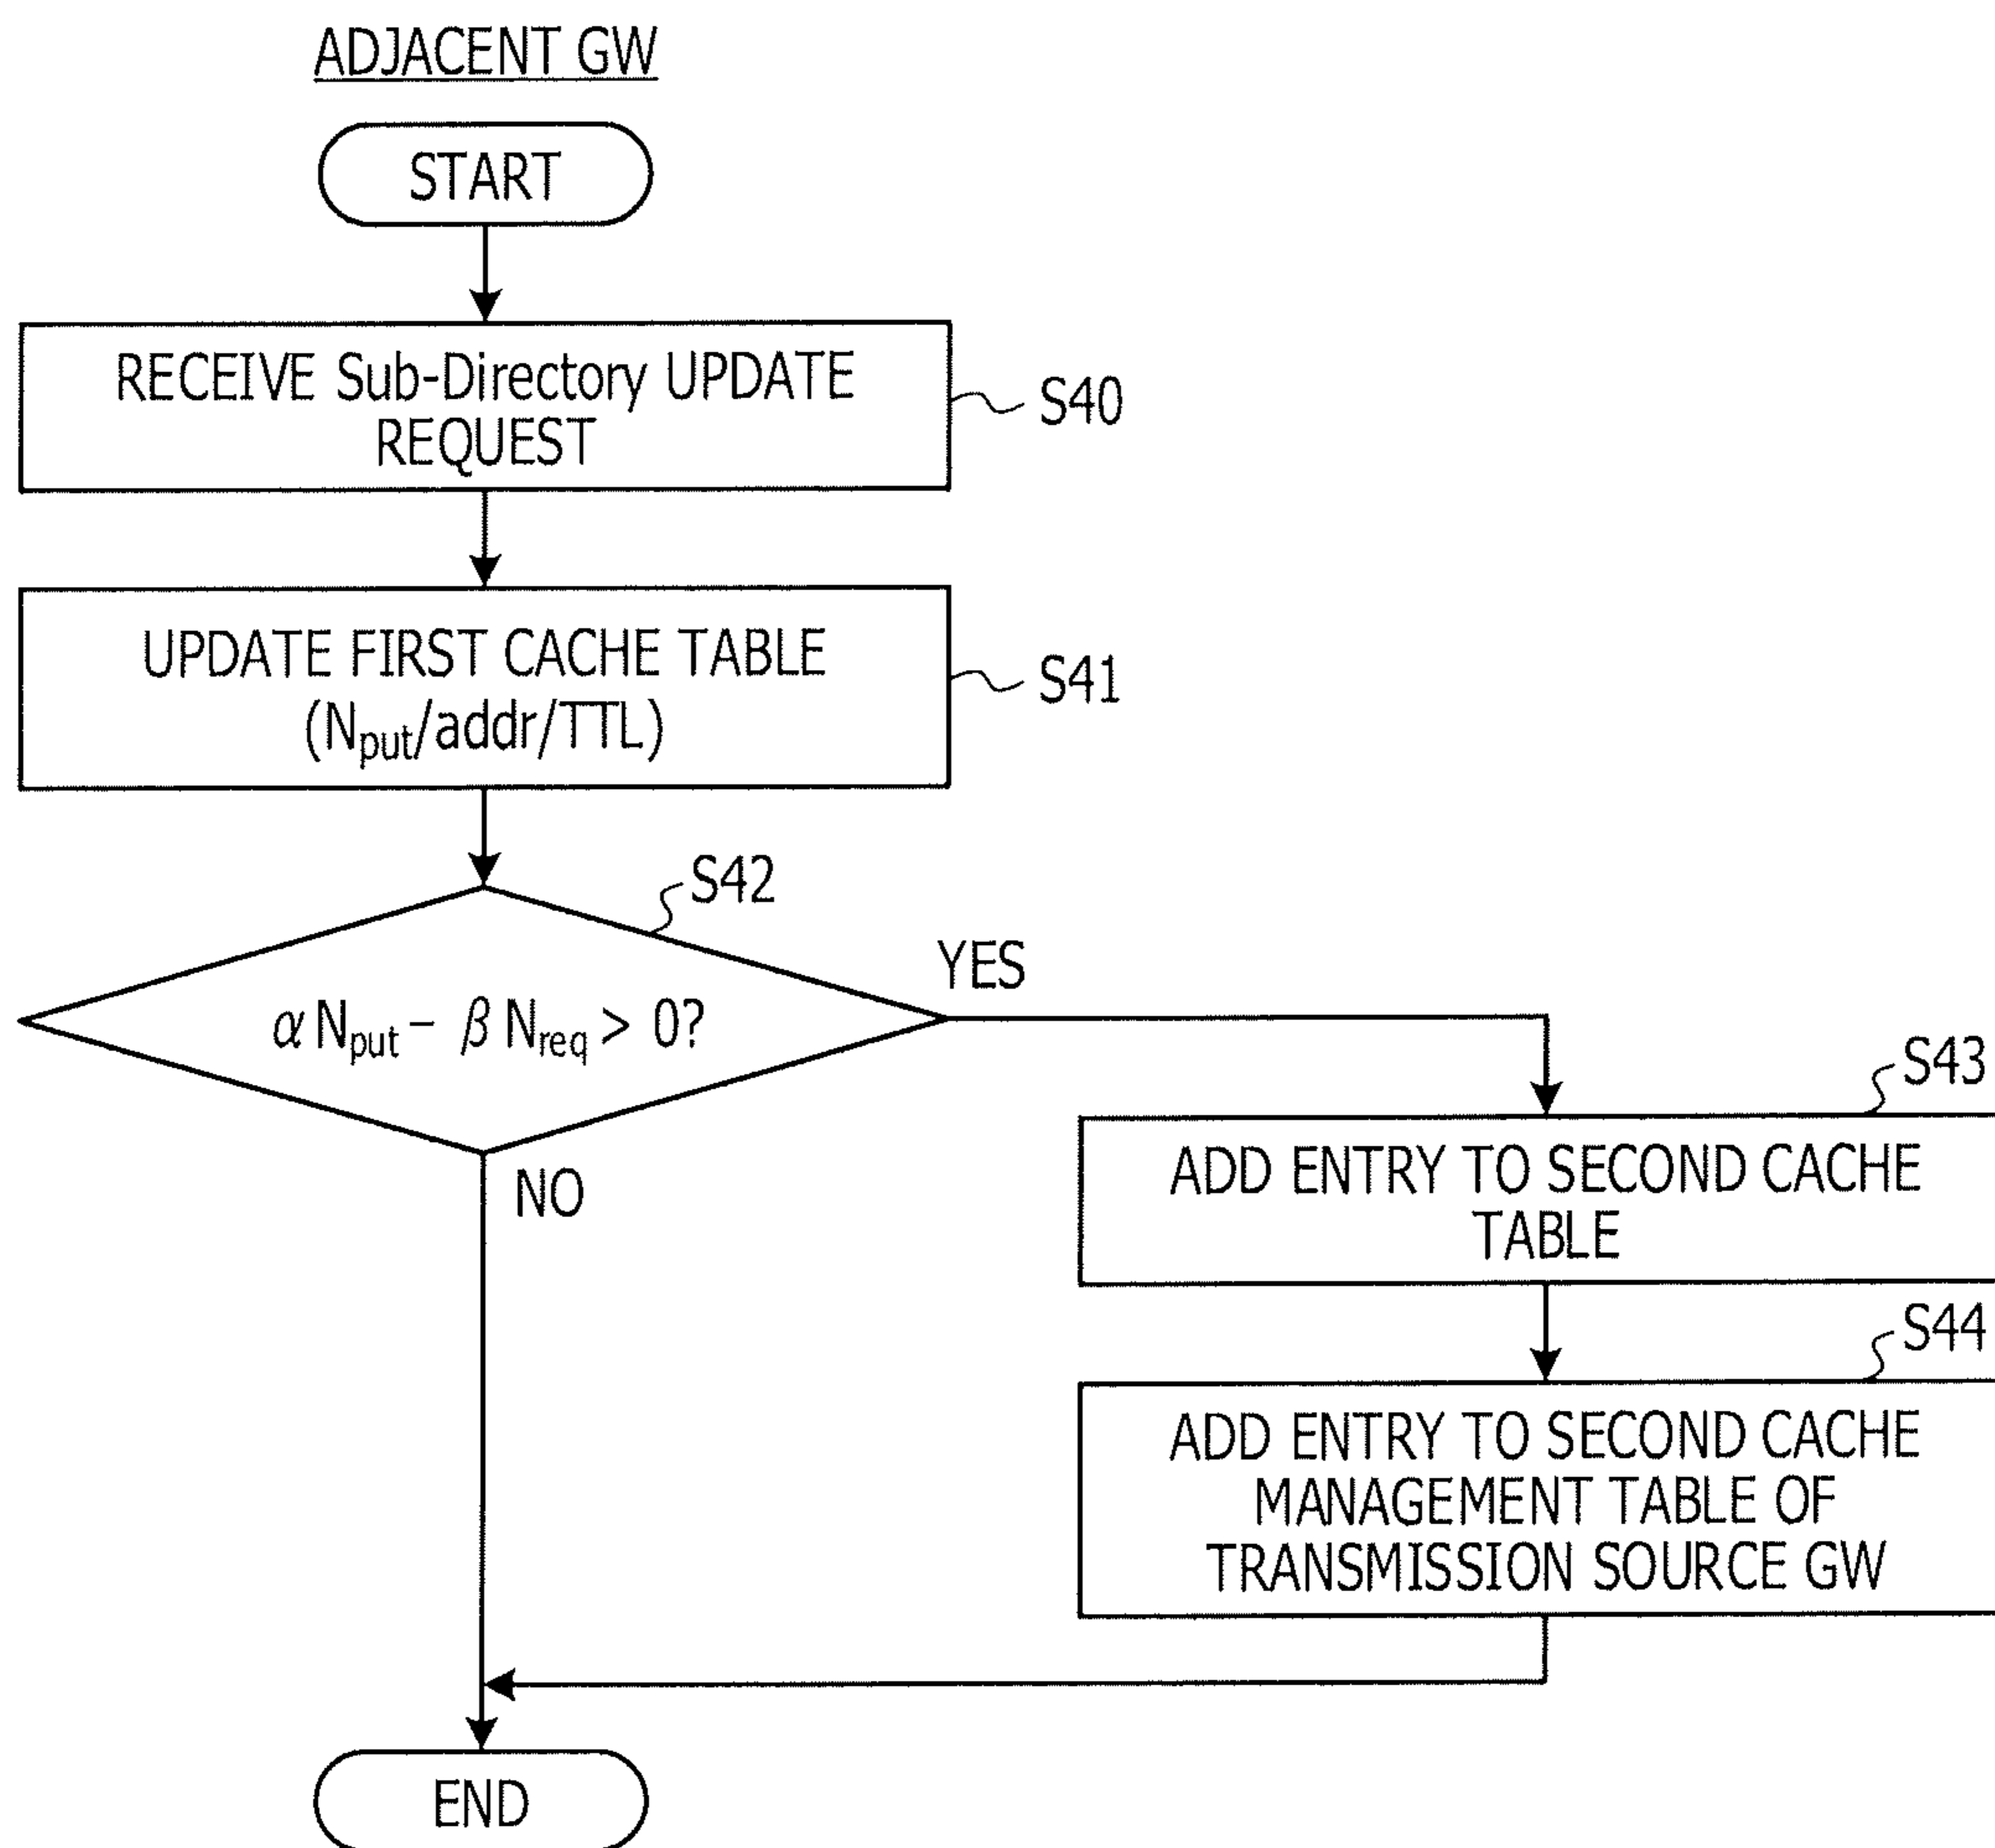 ADJACENT GW
START
RECEIVE Sub-Directory UPDATE
REQUEST
S40
UPDATE FIRST CACHE TABLE
(Nput/addr/TTL)
S41
S42
α Nput − β Nreq > 0?
YES
NO
S43
ADD ENTRY TO SECOND CACHE
TABLE
S44
ADD ENTRY TO SECOND CACHE
MANAGEMENT TABLE OF
TRANSMISSION SOURCE GW
END